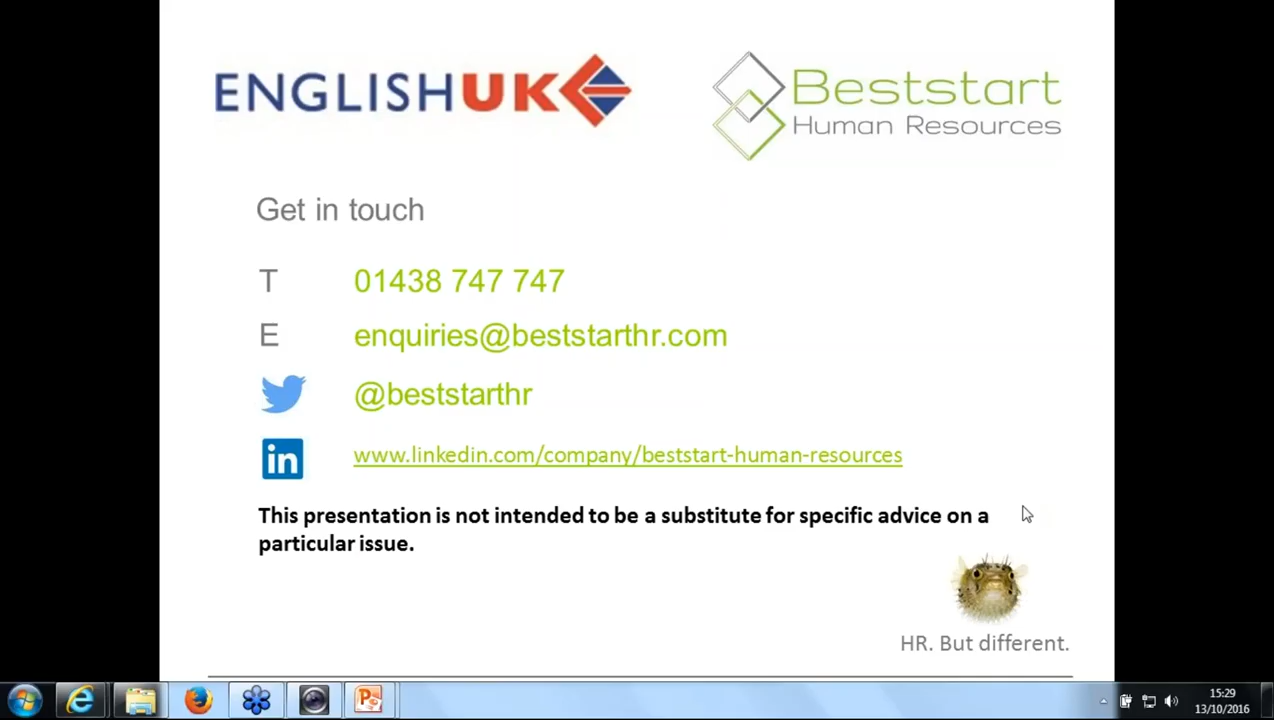 ENGLISHUK
Beststart
Human Resources
Get in touch
T 01438 747 747
E enquiries@beststarthr.com
@beststarthr
in www.linkedin.com/company/beststart-human-resources
This presentation is not intended to be a substitute for specific advice on a
particular issue.
HR. But different.
15:29
13/10/2016